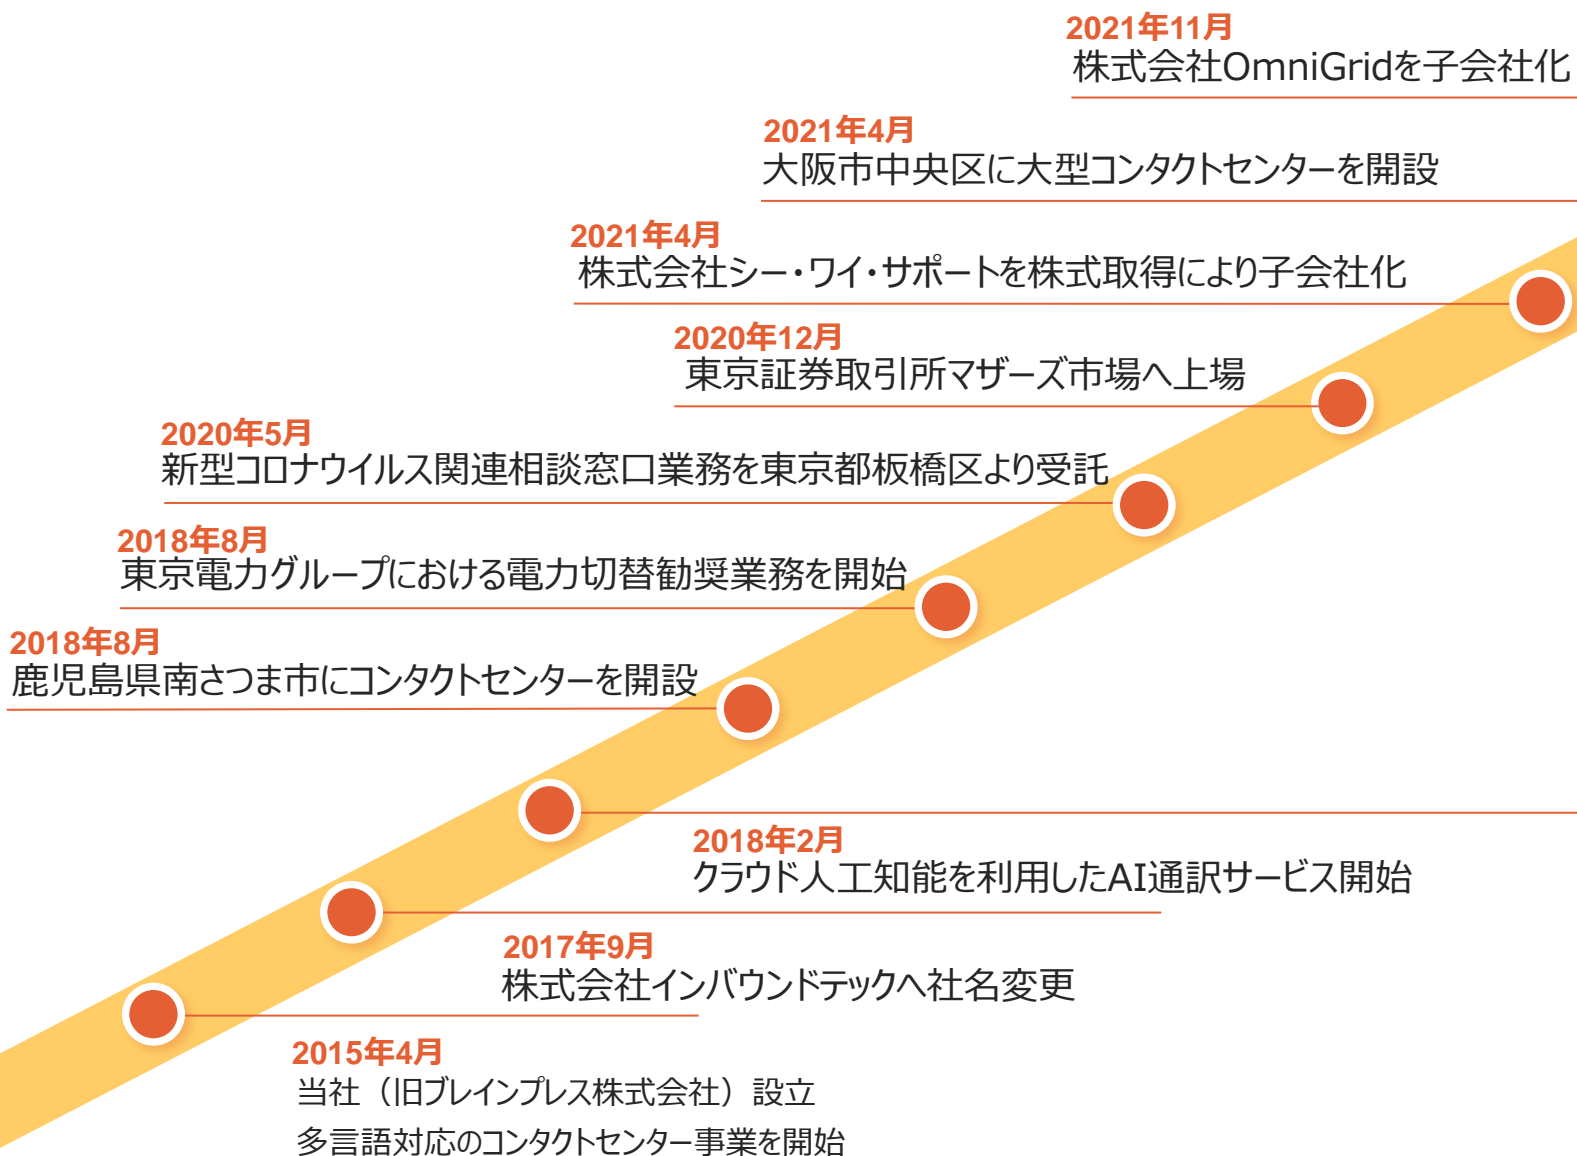 2021年11月
株式会社OmniGridを子会社化
2021年4月
大阪市中央区に大型コンタクトセンターを開設
2021年4月
株式会社シー・ワイ・サポートを株式取得により子会社化
2020年12月
東京証券取引所マザーズ市場へ上場
2020年5月
新型コロナウイルス関連相談窓口業務を東京都板橋区より受託
2018年8月
東京電力グループにおける電力切替勧奨業務を開始
2018年8月
鹿児島県南さつま市にコンタクトセンターを開設
2018年2月
クラウド人工知能を利用したAI通訳サービス開始
2017年9月
株式会社インバウンドテックへ社名変更
2015年4月
当社（旧ブレインプレス株式会社）設立
多言語対応のコンタクトセンター事業を開始